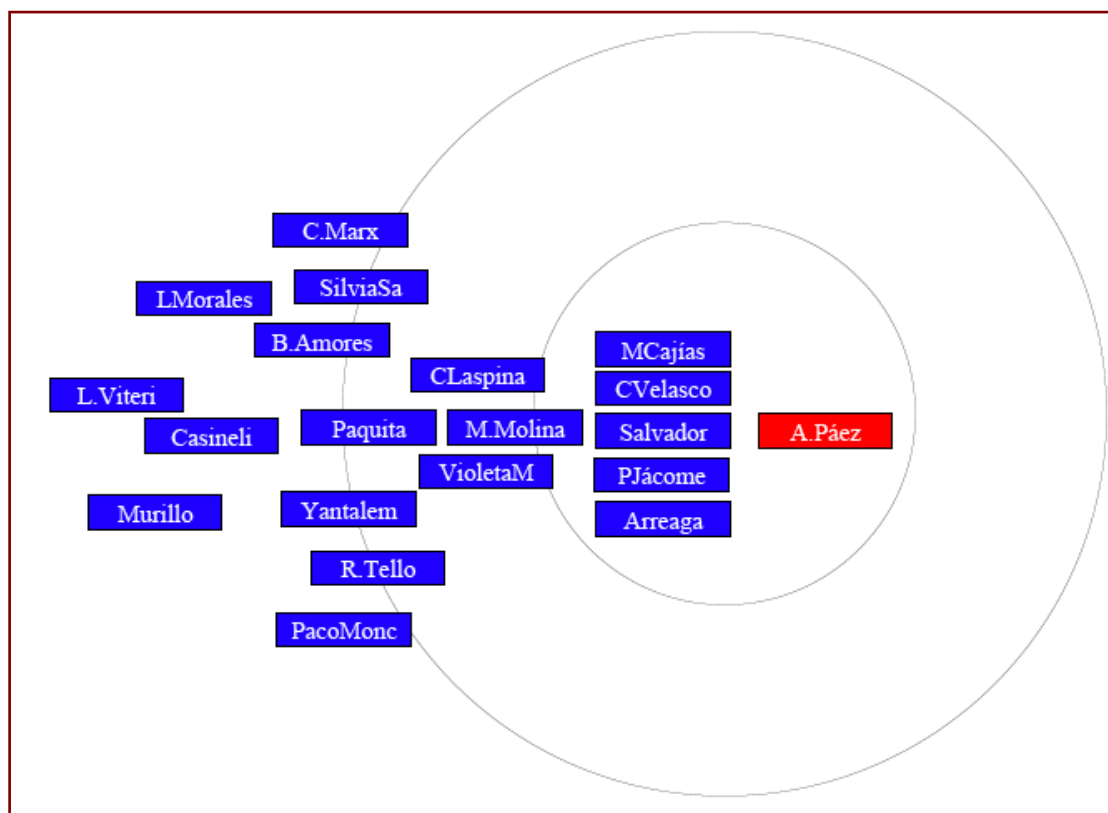 C.Marx
SilviaSa
LMorales
B.Amores
MCajías
CLaspina
CVelasco
L.Viteri
Casineli
Paquita
M.Molina
Salvador
A.Páez
VioletaM
PJácome
Murillo
Yantalem
Arreaga
R.Tello
PacoMonc